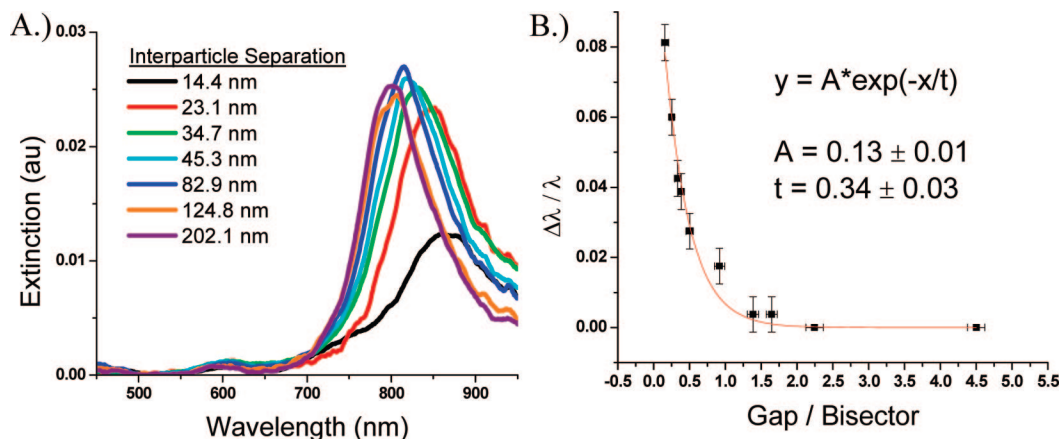 A.)
0.03
0.02
0.01
0.00
Extinction (au)
Interparticle Separation
14.4 nm
23.1 nm
34.7 nm
45.3 nm
82.9 nm
124.8 nm
202.1 nm
500 600 700 800 900
Wavelength (nm)
B.)
0.08
0.06
0.04
0.02
0.00
Δλ / λ
y = A*exp(-x/t)
A = 0.13 ± 0.01
t = 0.34 ± 0.03
-0.5 0.0 0.5 1.0 1.5 2.0 2.5 3.0 3.5 4.0 4.5 5.0 5.5
Gap / Bisector